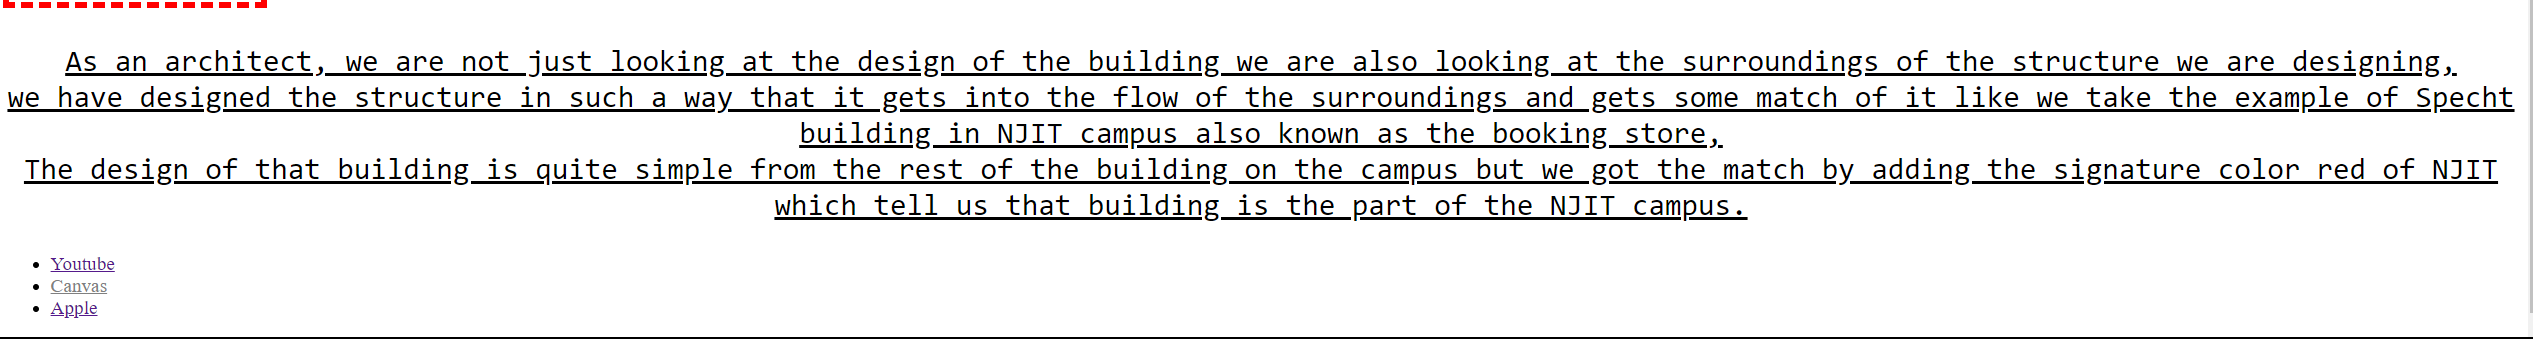 As an architect, we are not just looking at the design of the building we are also looking at the surroundings of the structure we are designing,
we have designed the structure in such a way that it gets into the flow of the surroundings and gets some match of it like we take the example of Specht
building in NJIT campus also known as the booking store,
The design of that building is quite simple from the rest of the building on the campus but we got the match by adding the signature color red of NJIT
which tell us that building is the part of the NJIT campus.
Youtube
Canvas
Apple